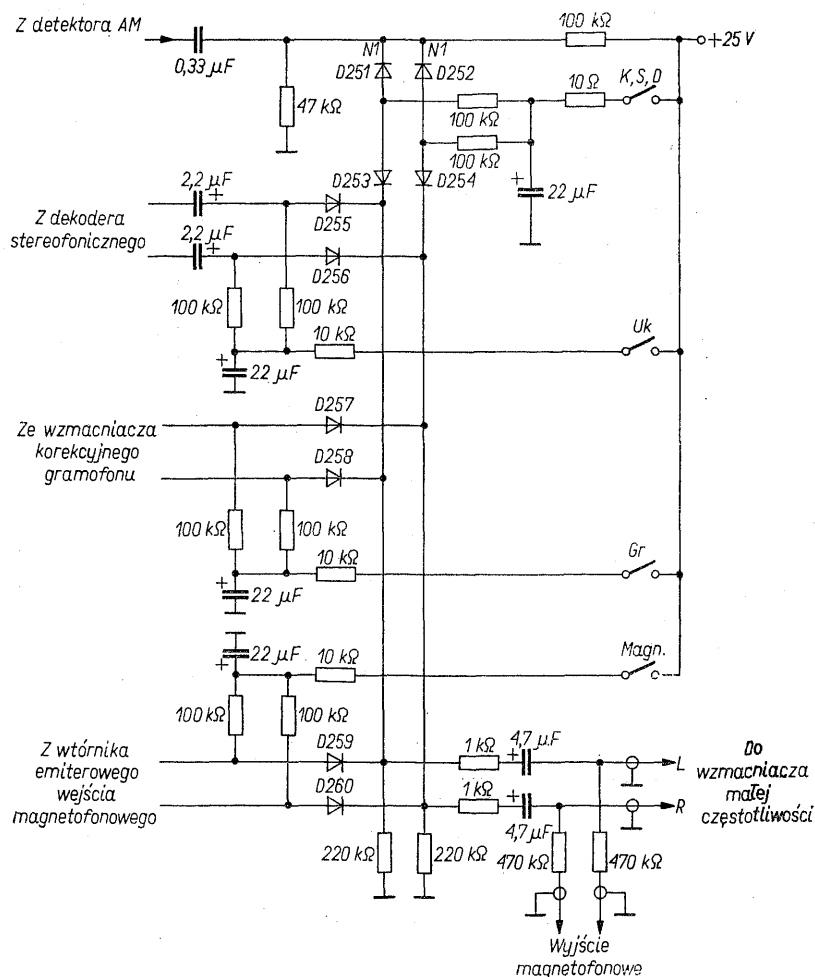 Z detektora AM
0,33 µF
47 kΩ
N1
D251
N1
D252
100 kΩ
+25 V
100 kΩ
10 Ω
K, S, D
100 kΩ
D253
D254
+
22 µF
2,2 µF
+
D255
Z dekodera
stereofonicznego
2,2 µF
+
D256
100 kΩ
100 kΩ
10 kΩ
Uk
+
22 µF
D257
Ze wzmacniacza
korekcyjnego
gramofonu
D258
100 kΩ
100 kΩ
10 kΩ
Gr
+
22 µF
+
22 µF
10 kΩ
Magn.
100 kΩ
100 kΩ
Z wtórnika
emiterowego
wejścia
magnetofonowego
D259
D260
1 kΩ
+
4,7 µF
L
1 kΩ
+
4,7 µF
R
Do
wzmacniacza
małej
częstotliwości
220 kΩ
220 kΩ
470 kΩ
470 kΩ
Wyjście
magnetofonowe